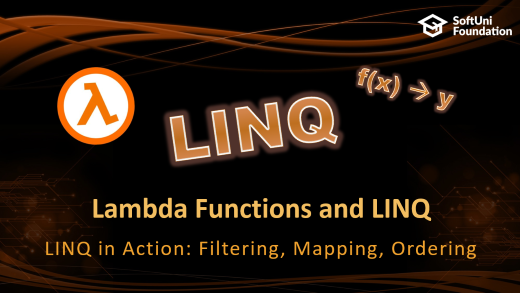 SoftUni
Foundation
λ
f(x) → y
LINQ
Lambda Functions and LINQ
LINQ in Action: Filtering, Mapping, Ordering